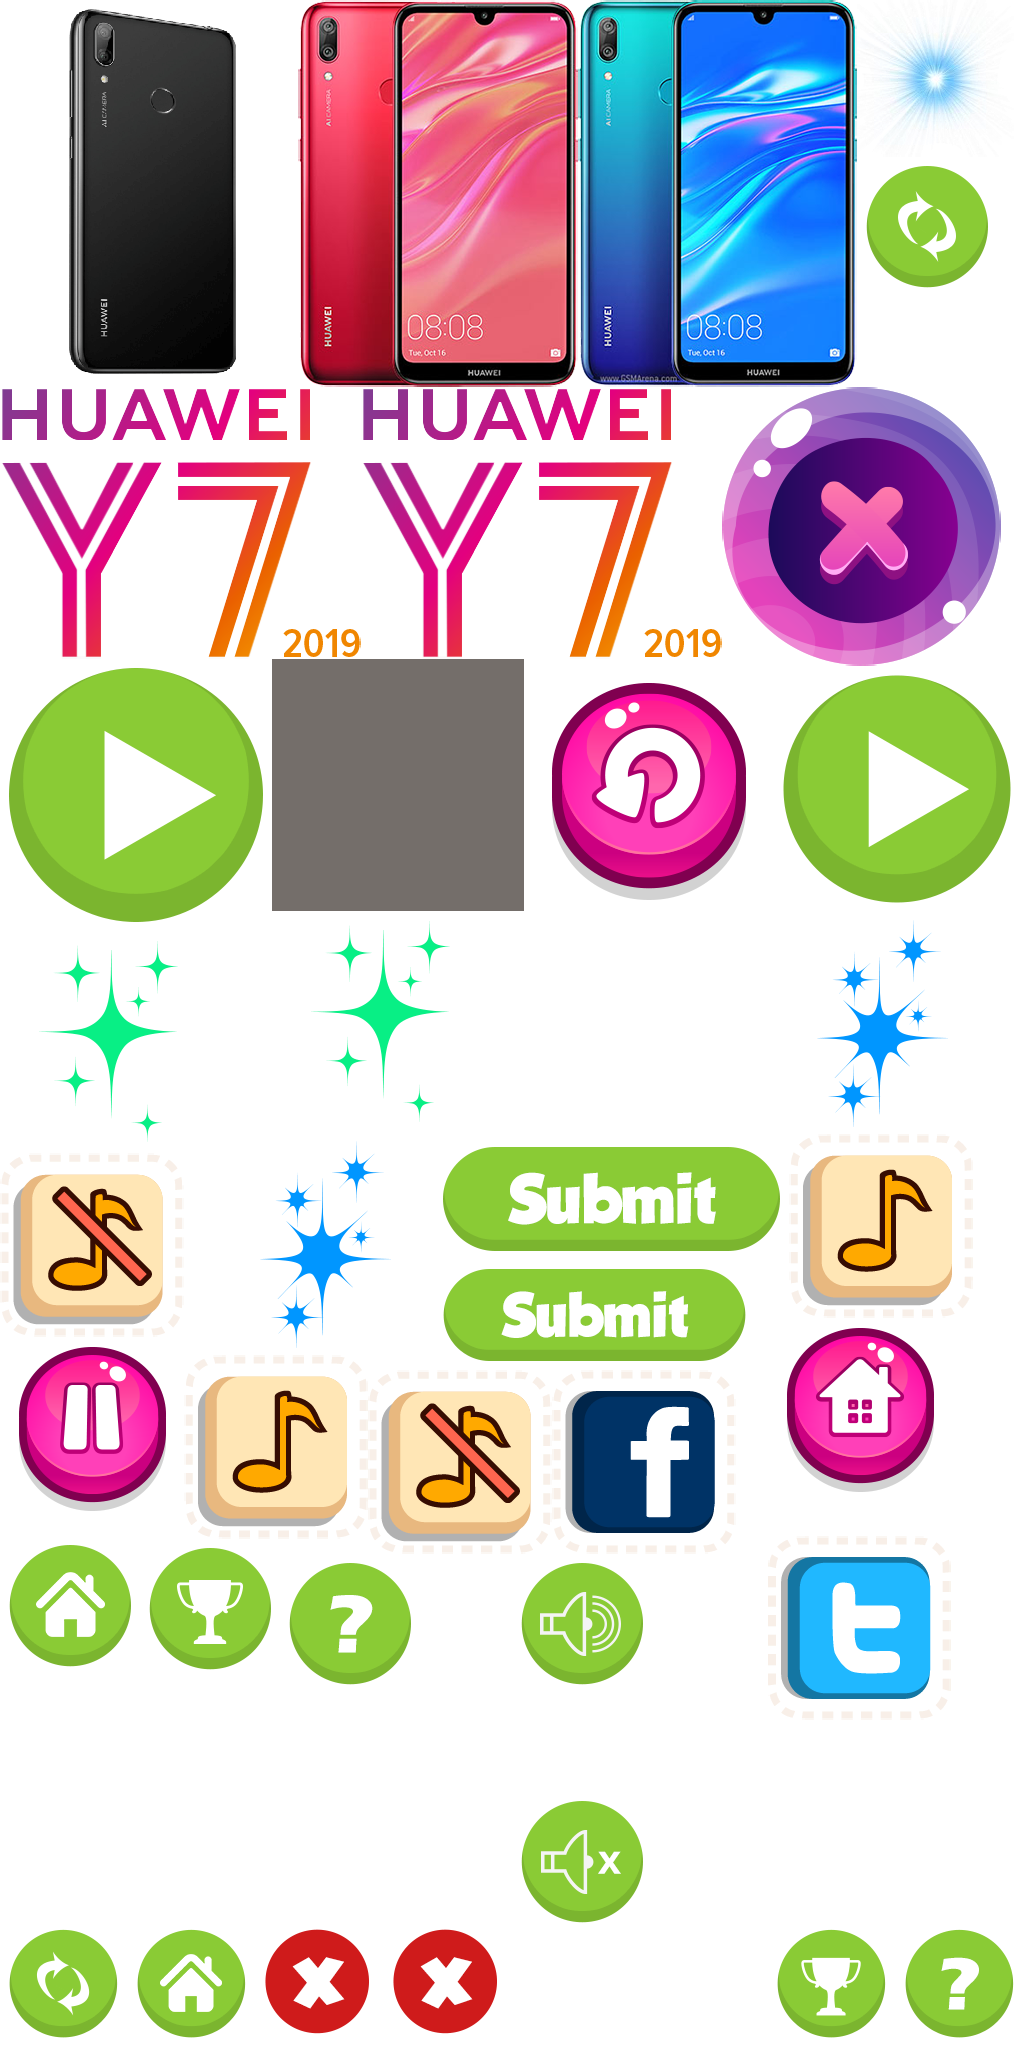 AI CAMERA
HUAWEI
AI CAMERA
HUAWEI
08:08
Tue, Oct 16
HUAWEI
AI CAMERA
HUAWEI
08:08
Tue, Oct 16
HUAWEI
www.GSMArena.com
HUAWEI
Y7
2019
HUAWEI
Y7
2019
Submit
Submit
f
?
t
x
?